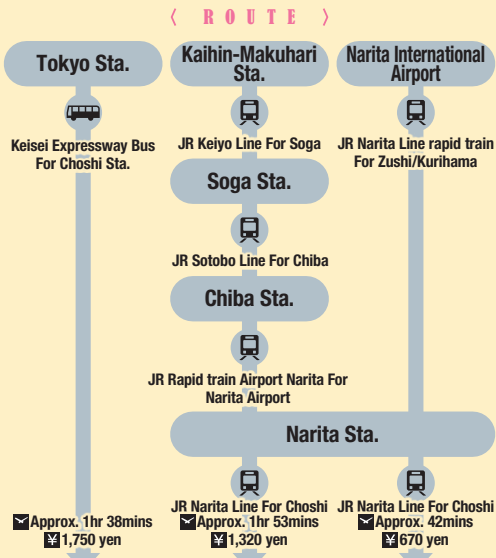 〈 ROUTE 〉
Tokyo Sta.
Keisei Expressway Bus
For Choshi Sta.
Approx. 1hr 38mins
¥1,750 yen
Kaihin-Makuhari
Sta.
JR Keiyo Line For Soga
Soga Sta.
JR Sotobo Line For Chiba
Chiba Sta.
JR Rapid train Airport Narita For
Narita Airport
Narita International
Airport
JR Narita Line rapid train
For Zushi/Kurihama
Narita Sta.
JR Narita Line For Choshi
Approx. 1hr 53mins
¥1,320 yen
JR Narita Line For Choshi
Approx. 42mins
¥670 yen